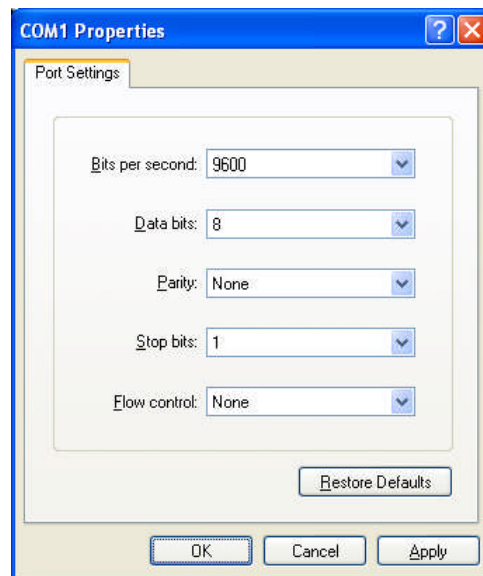 COM1 Properties
Port Settings
Bits per second: 9600
Data bits: 8
Parity: None
Stop bits: 1
Flow control: None
Restore Defaults
OK Cancel Apply